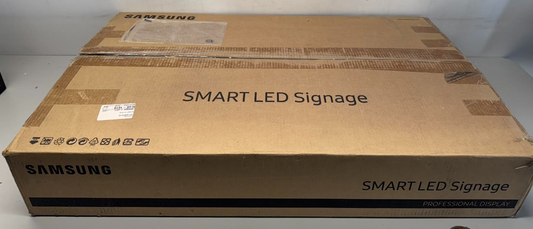 SAMSUNG
SMART LED Signage
SAMSUNG
SMART LED Signage
PROFESSIONAL DISPLAY